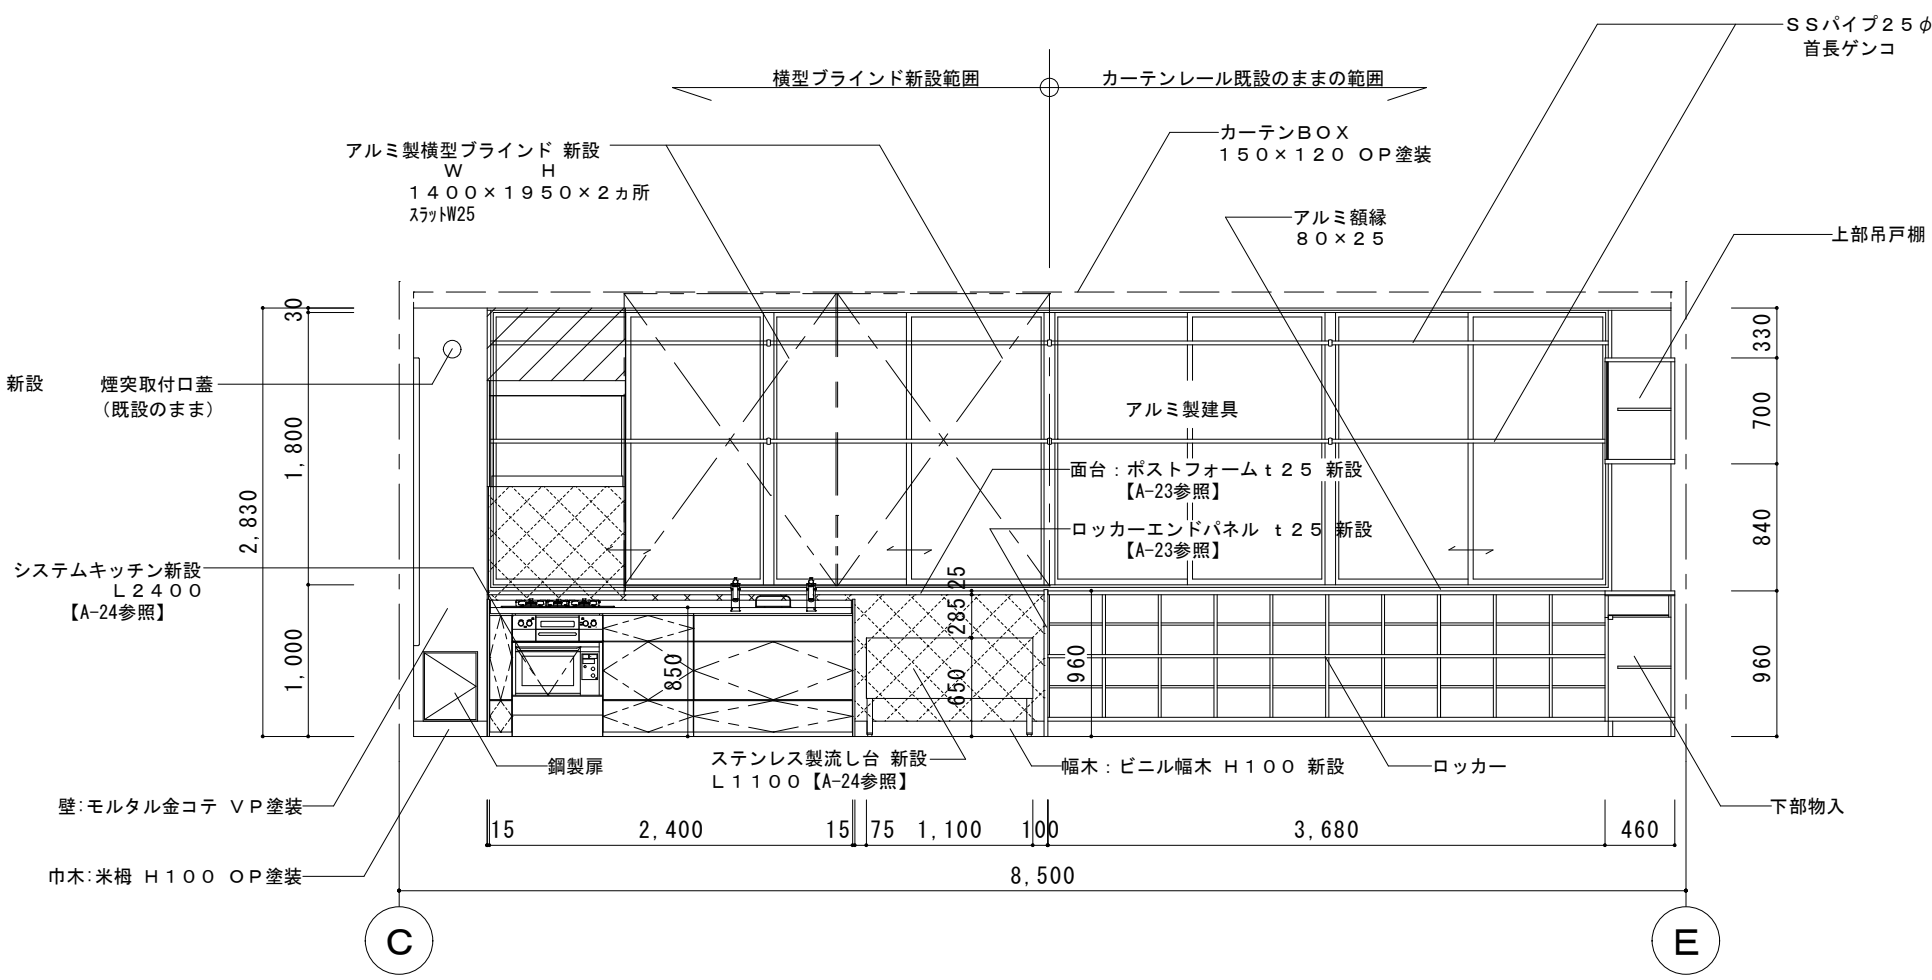 ＳＳパイプ２５φ
首長ゲンコ
横型ブラインド新設範囲
カーテンレール既設のままの範囲
カーテンＢＯＸ
１５０×１２０ ＯＰ塗装
アルミ製横型ブラインド 新設
Ｗ Ｈ
１４００×１９５０×２ヵ所
ｽﾗｯﾄW25
アルミ額縁
８０×２５
上部吊戸棚
新設
煙突取付口蓋
（既設のまま）
アルミ製建具
面台：ポストフォームｔ２５ 新設
【A-23参照】
ロッカーエンドパネル ｔ２５ 新設
【A-23参照】
システムキッチン新設
Ｌ２４００
【A-24参照】
30
1,800
2,830
1,000
330
700
840
960
25
285
650
850
960
鋼製扉
ステンレス製流し台 新設
Ｌ１１００【A-24参照】
幅木：ビニル幅木 Ｈ１００ 新設
ロッカー
壁:モルタル金コテ ＶＰ塗装
下部物入
巾木:米栂 Ｈ１００ ＯＰ塗装
15
2,400
15
75
1,100
100
3,680
460
8,500
C
E